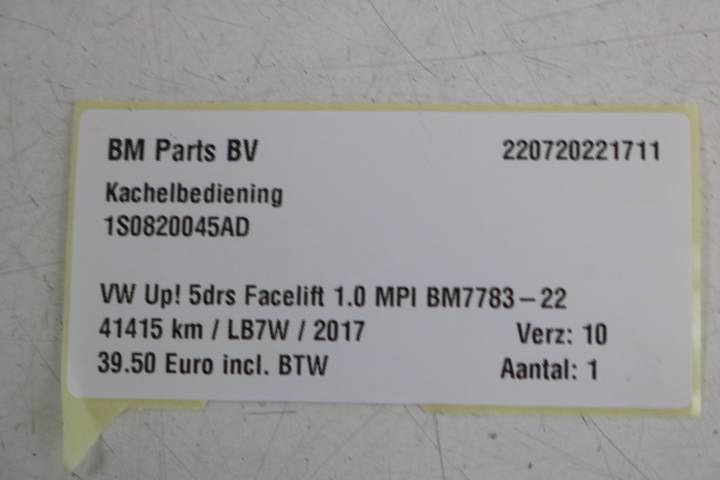 BM Parts BV 220720221711
Kachelbediening
1S0820045AD
VW Up! 5drs Facelift 1.0 MPI BM7783-22
41415 km / LB7W / 2017 Verz: 10
39.50 Euro incl. BTW Aantal: 1